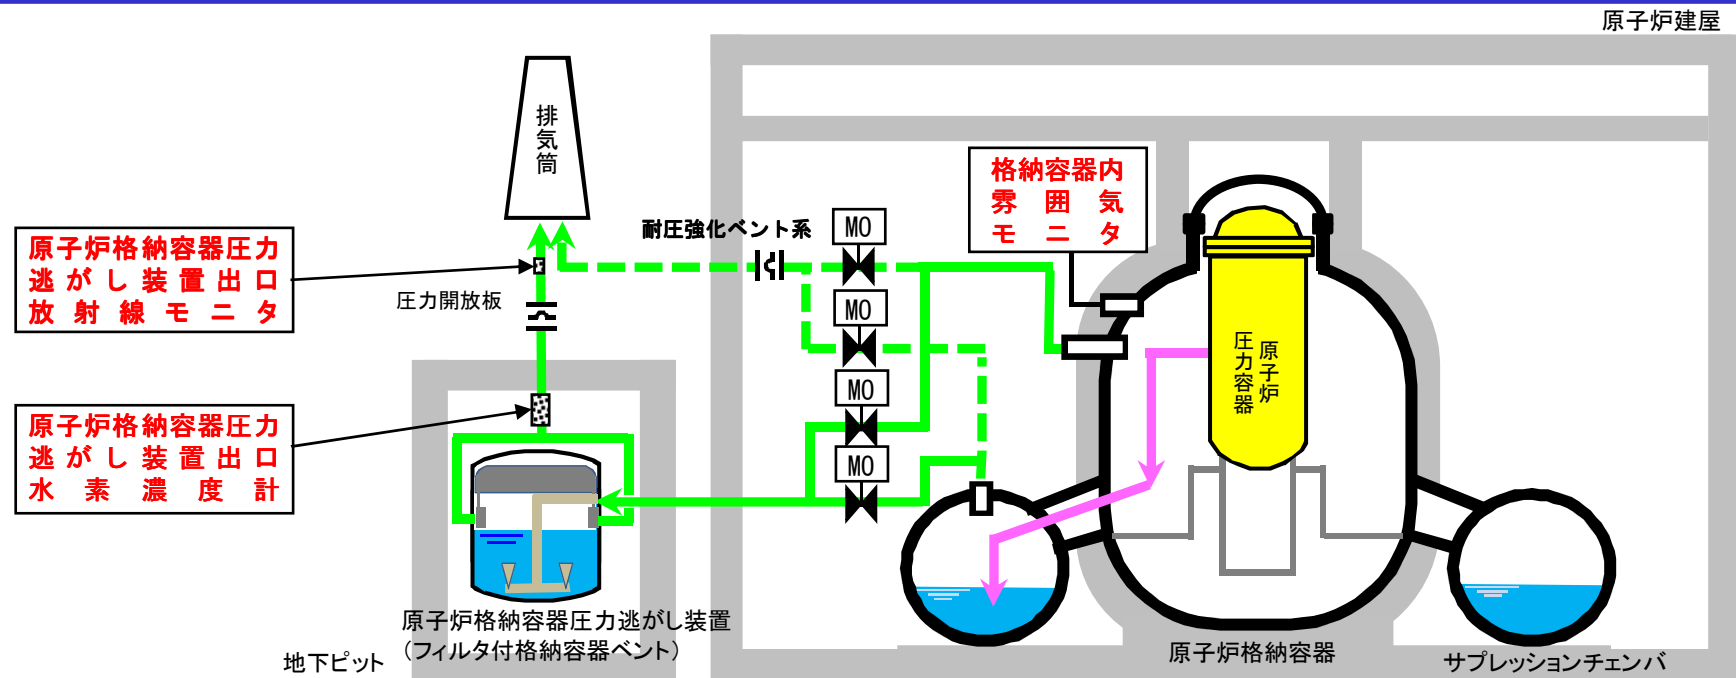 原子炉建屋
排気筒
格納容器内
雰囲気
モニタ
耐圧強化ベント系
MO
MO
MO
MO
原子炉格納容器圧力
逃がし装置出口
放射線モニタ
圧力開放板
原子炉
圧力容器
原子炉格納容器圧力
逃がし装置出口
水素濃度計
原子炉格納容器圧力逃がし装置
(フィルタ付格納容器ベント)
地下ピット
原子炉格納容器
サプレッションチェンバ